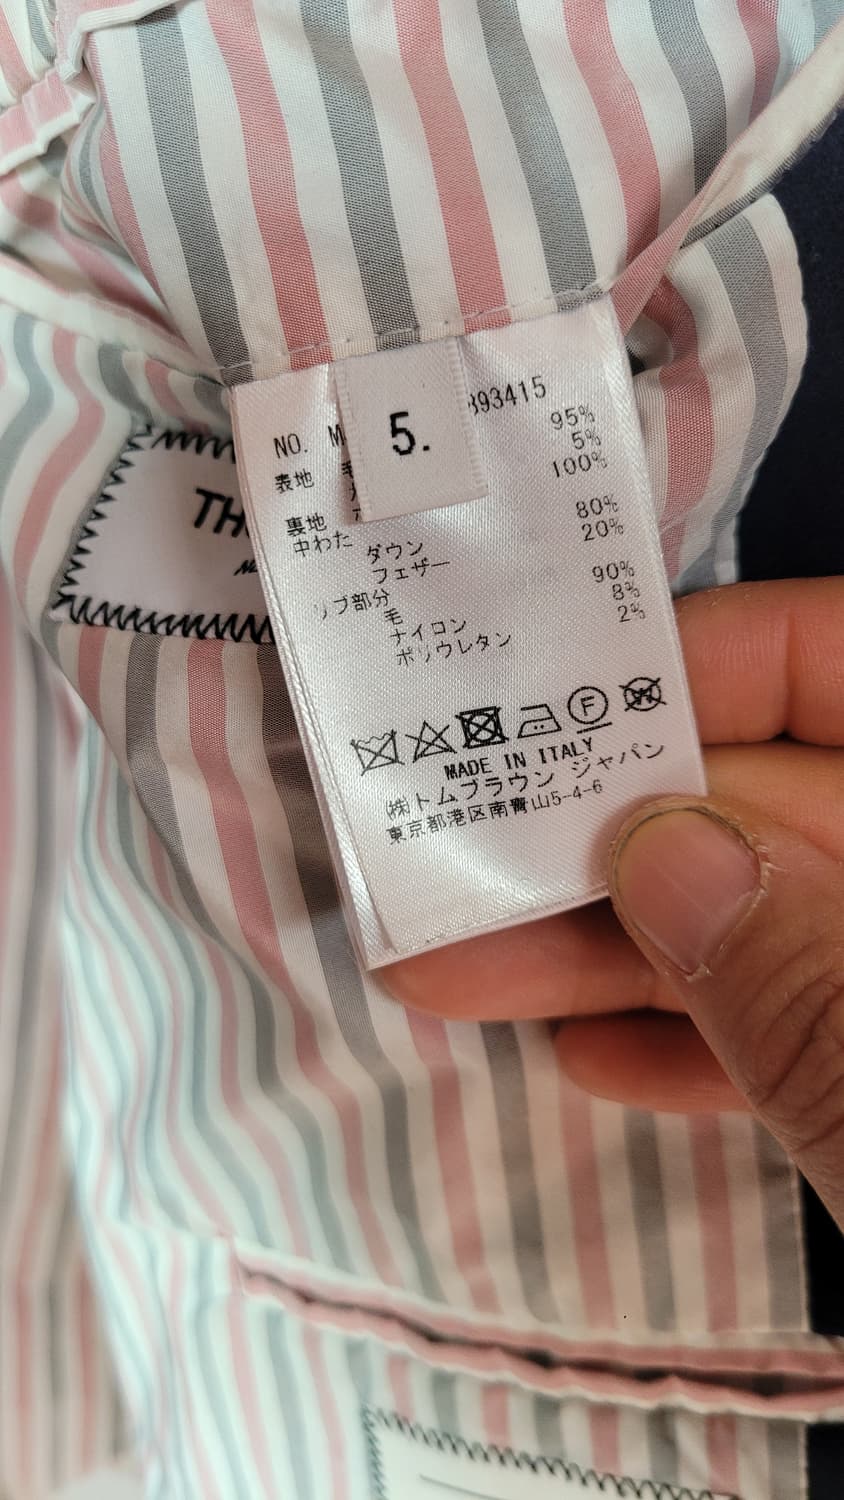 NO. M
893415
5.
表地 毛 95%
5%
裏地 100%
中わた
ダウン 80%
フェザー 20%
リブ部分
毛 90%
ナイロン 8%
ポリウレタン 2%
F
W
MADE IN ITALY
㈱トムブラウン ジャパン
東京都港区南青山5-4-6
TH